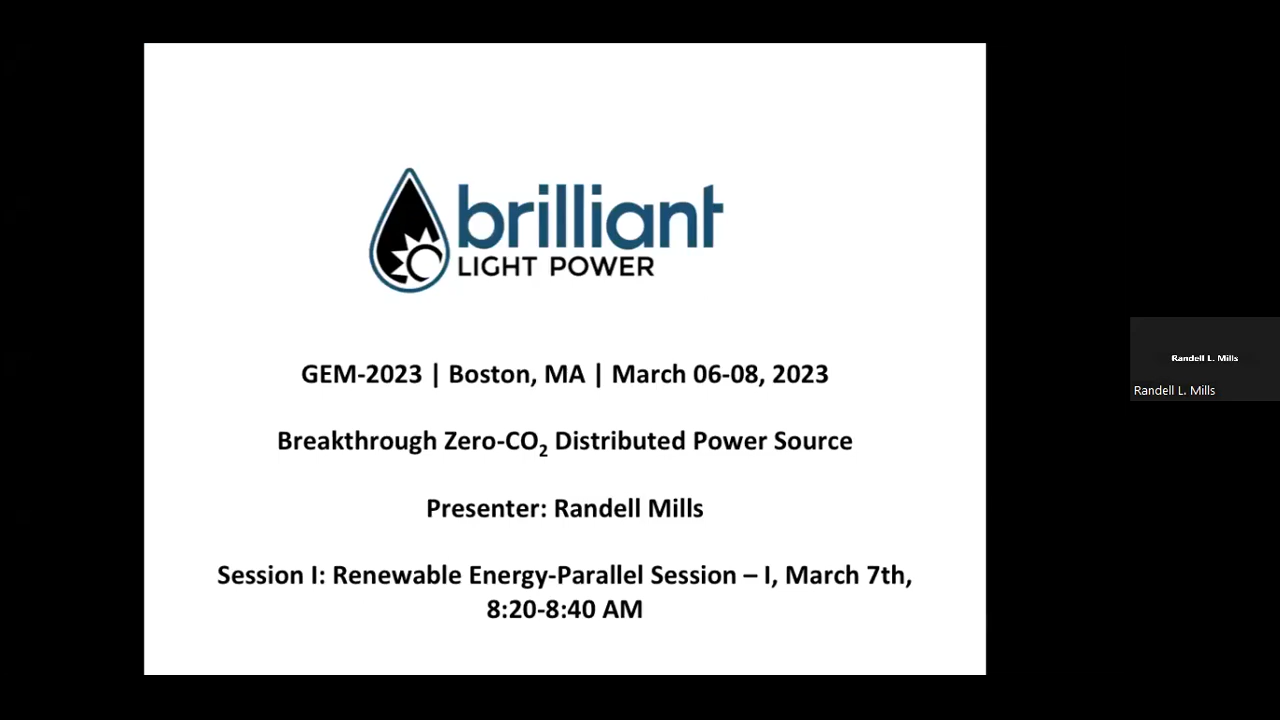 brilliant
LIGHT POWER
GEM-2023 | Boston, MA | March 06-08, 2023
Breakthrough Zero-CO₂ Distributed Power Source
Presenter: Randell Mills
Session I: Renewable Energy-Parallel Session – I, March 7th,
8:20-8:40 AM
Randell L. Mills
Randell L. Mills